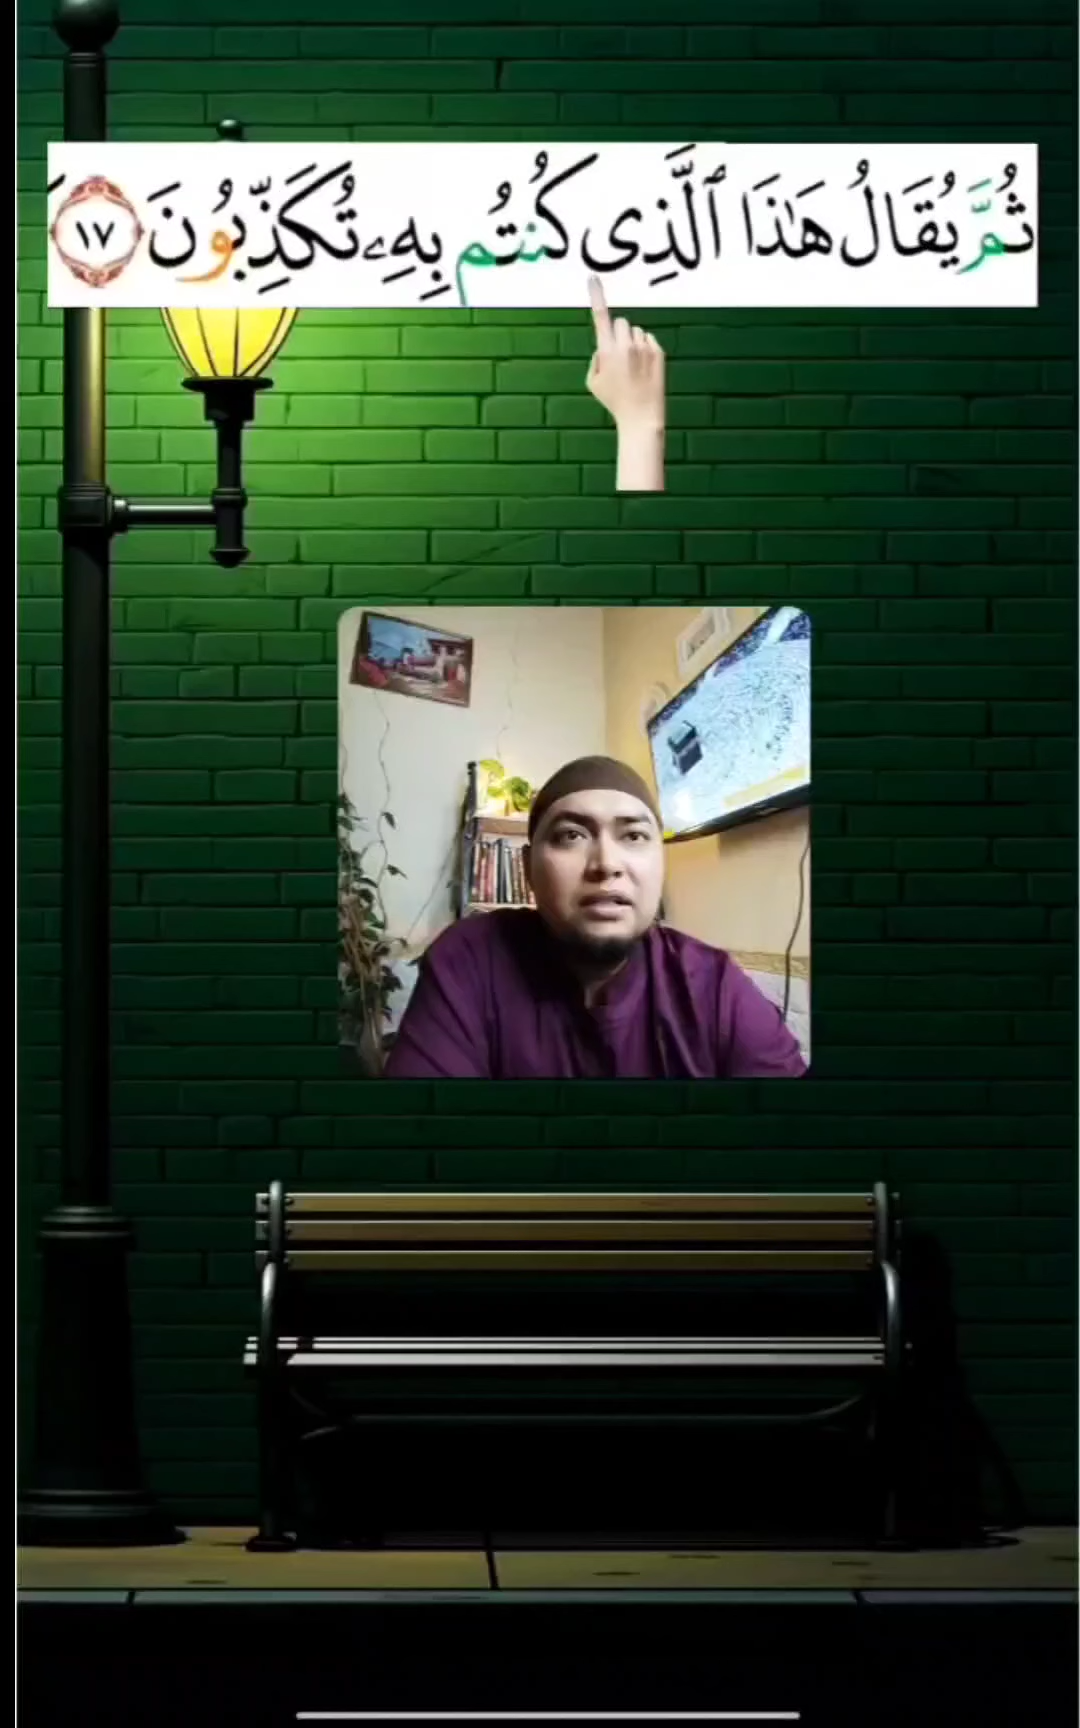 ثُمَّ يُقَالُ هَٰذَا ٱلَّذِى كُنتُم بِهِۦ تُكَذِّبُونَ ١٧